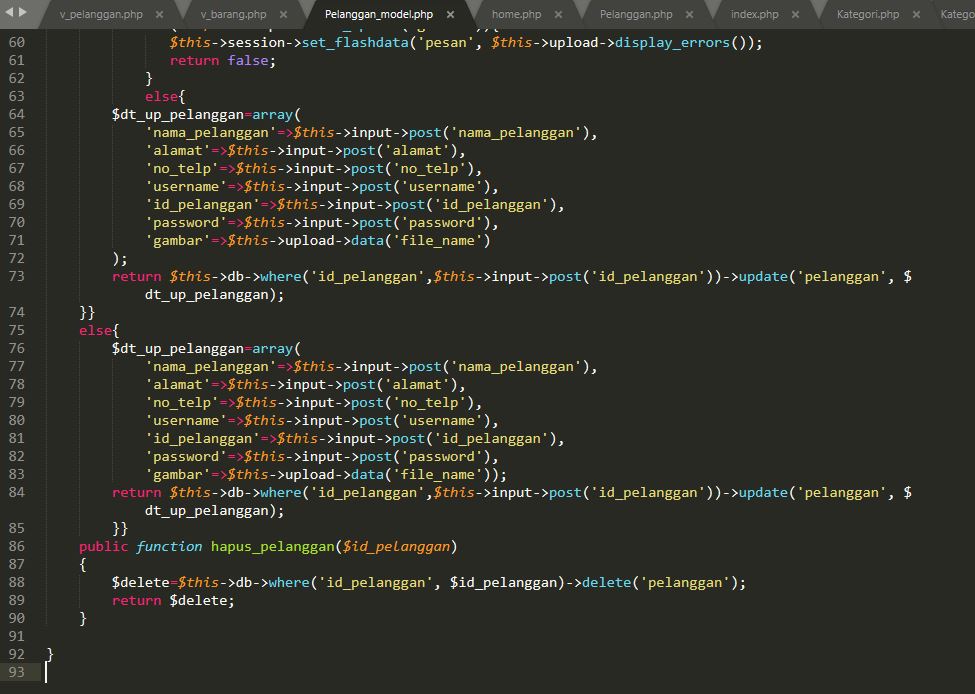 v_pelanggan.php × v_barang.php × Pelanggan_model.php × home.php × Pelanggan.php × index.php × Kategori.php × Katego
60 $this->session->set_flashdata('pesan', $this->upload->display_errors());
61 return false;
62 }
63 else{
64 $dt_up_pelanggan=array(
65 'nama_pelanggan'=>$this->input->post('nama_pelanggan'),
66 'alamat'=>$this->input->post('alamat'),
67 'no_telp'=>$this->input->post('no_telp'),
68 'username'=>$this->input->post('username'),
69 'id_pelanggan'=>$this->input->post('id_pelanggan'),
70 'password'=>$this->input->post('password'),
71 'gambar'=>$this->upload->data('file_name')
72 );
73 return $this->db->where('id_pelanggan',$this->input->post('id_pelanggan'))->update('pelanggan', $
dt_up_pelanggan);
74 }}
75 else{
76 $dt_up_pelanggan=array(
77 'nama_pelanggan'=>$this->input->post('nama_pelanggan'),
78 'alamat'=>$this->input->post('alamat'),
79 'no_telp'=>$this->input->post('no_telp'),
80 'username'=>$this->input->post('username'),
81 'id_pelanggan'=>$this->input->post('id_pelanggan'),
82 'password'=>$this->input->post('password'),
83 'gambar'=>$this->upload->data('file_name'));
84 return $this->db->where('id_pelanggan',$this->input->post('id_pelanggan'))->update('pelanggan', $
dt_up_pelanggan);
85 }}
86 public function hapus_pelanggan($id_pelanggan)
87 {
88 $delete=$this->db->where('id_pelanggan', $id_pelanggan)->delete('pelanggan');
89 return $delete;
90 }
91
92 }
93